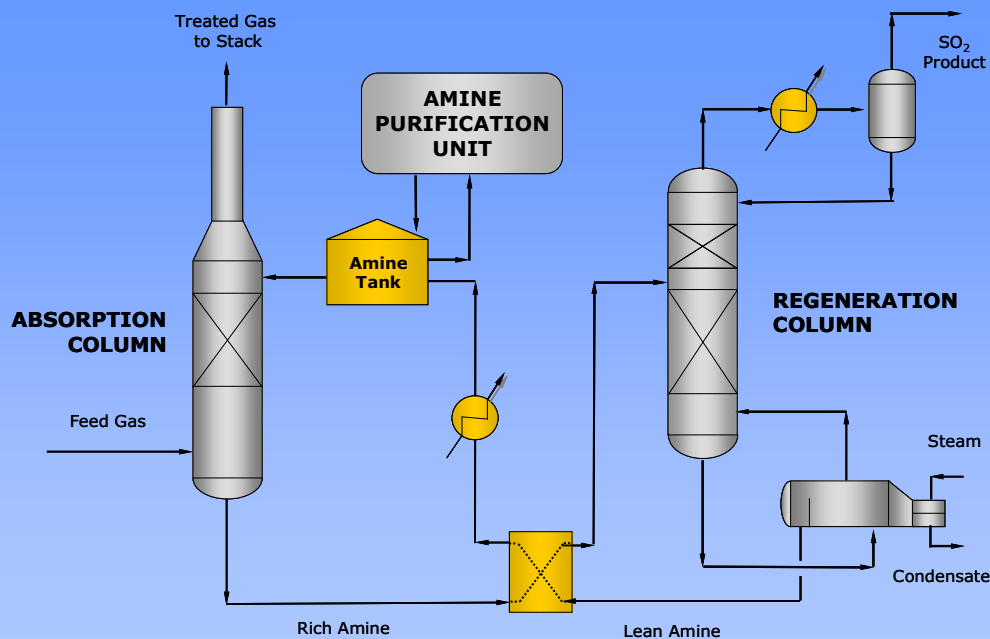 Treated Gas
to Stack
SO2
Product
AMINE
PURIFICATION
UNIT
Amine
Tank
ABSORPTION
COLUMN
REGENERATION
COLUMN
Feed Gas
Steam
Condensate
Rich Amine
Lean Amine